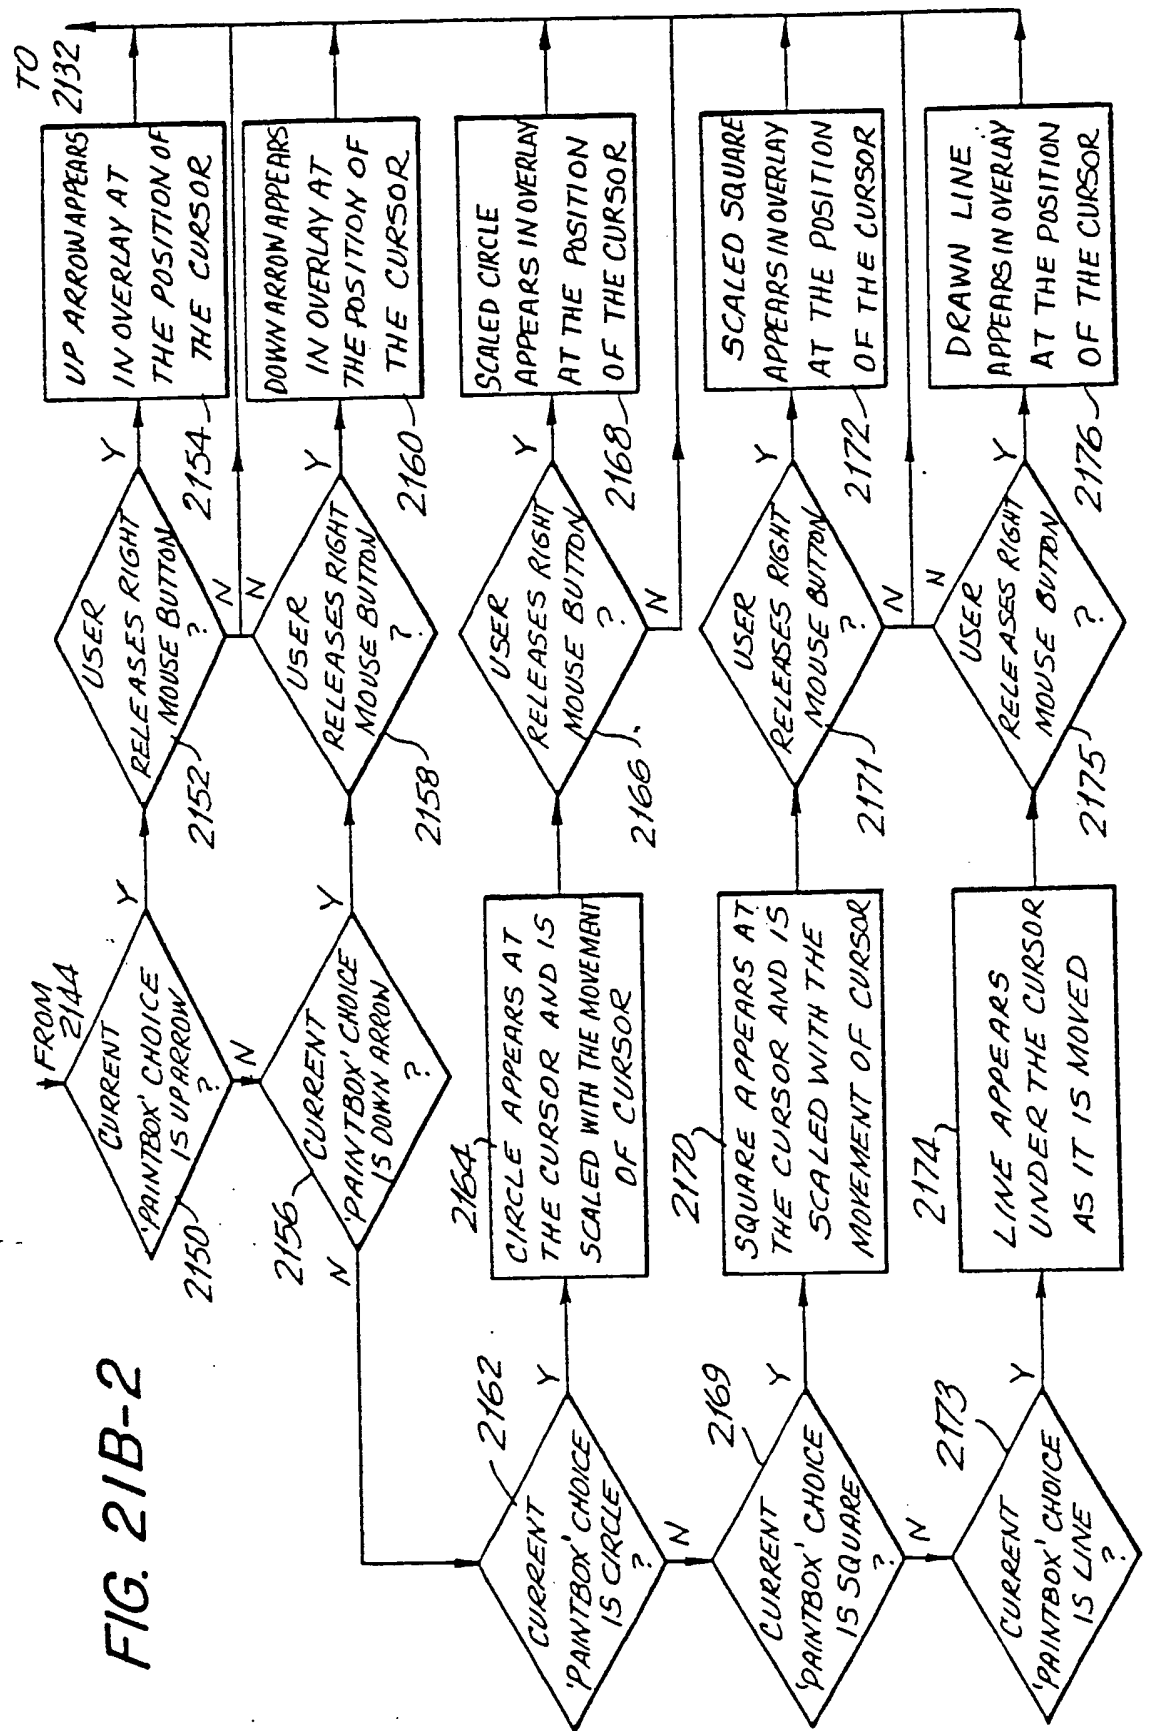 FIG. 21B-2
FROM
2144
CURRENT
'PAINTBOX' CHOICE
IS UP ARROW
?
2150
Y
N
USER
RELEASES RIGHT
MOUSE BUTTON
?
2152
Y
N
UP ARROW APPEARS
IN OVERLAY AT
THE POSITION OF
THE CURSOR
2154
TO
2132
CURRENT
'PAINTBOX' CHOICE
IS DOWN ARROW
?
2156
Y
N
USER
RELEASES RIGHT
MOUSE BUTTON
?
2158
Y
N
DOWN ARROW APPEARS
IN OVERLAY AT
THE POSITION OF
THE CURSOR
2160
CURRENT
'PAINTBOX' CHOICE
IS CIRCLE
?
2162
Y
N
CIRCLE APPEARS AT
THE CURSOR AND IS
SCALED WITH THE MOVEMENT
OF CURSOR
2164
USER
RELEASES RIGHT
MOUSE BUTTON
?
2166
Y
N
SCALED CIRCLE
APPEARS IN OVERLAY
AT THE POSITION
OF THE CURSOR
2168
CURRENT
'PAINTBOX' CHOICE
IS SQUARE
?
2169
Y
N
SQUARE APPEARS AT
THE CURSOR AND IS
SCALED WITH THE
MOVEMENT OF CURSOR
2170
USER
RELEASES RIGHT
MOUSE BUTTON
?
2171
Y
N
SCALED SQUARE
APPEARS IN OVERLAY
AT THE POSITION
OF THE CURSOR
2172
CURRENT
'PAINTBOX' CHOICE
IS LINE
?
2173
Y
LINE APPEARS
UNDER THE CURSOR
AS IT IS MOVED
2174
USER
RELEASES RIGHT
MOUSE BUTTON
?
2175
Y
N
DRAWN LINE
APPEARS IN OVERLAY
AT THE POSITION
OF THE CURSOR
2176